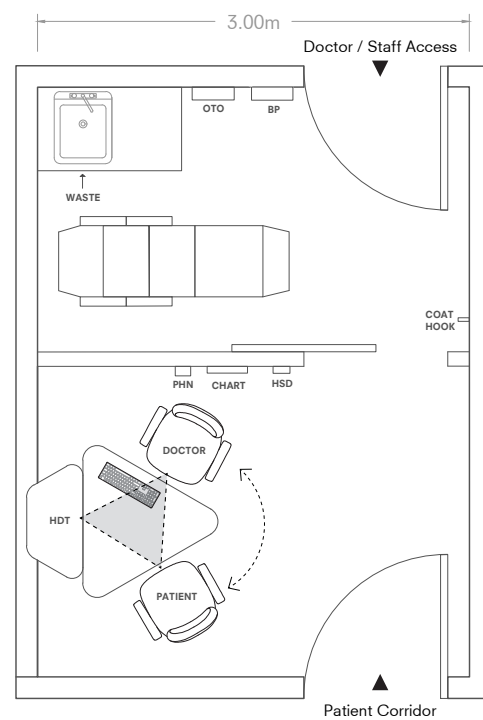 3.00m
Doctor / Staff Access
OTO
BP
WASTE
COAT
HOOK
PHN
CHART
HSD
DOCTOR
HDT
PATIENT
Patient Corridor